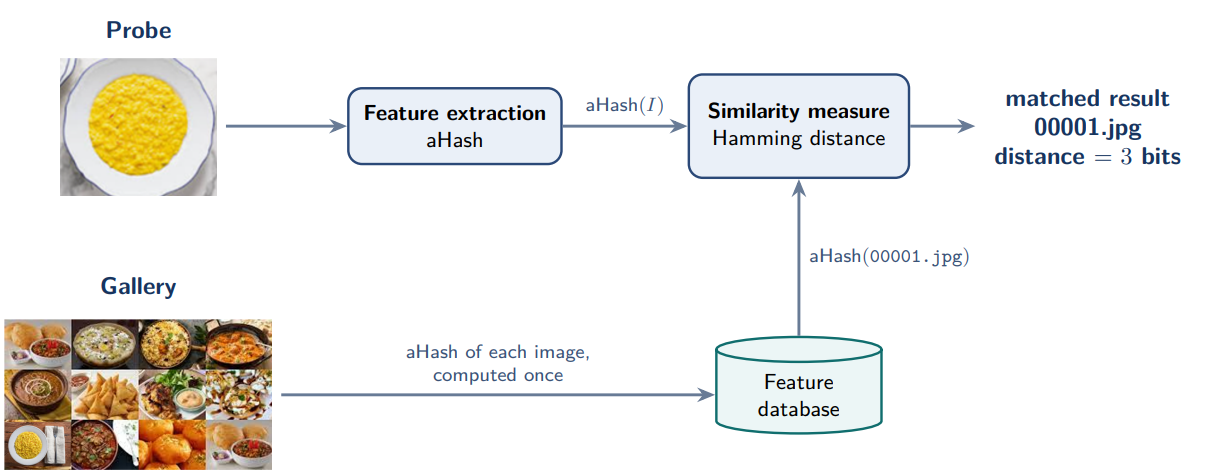 Probe
Feature extraction
aHash
aHash(I)
Similarity measure
Hamming distance
matched result
00001.jpg
distance = 3 bits
aHash(00001.jpg)
Gallery
aHash of each image,
computed once
Feature
database